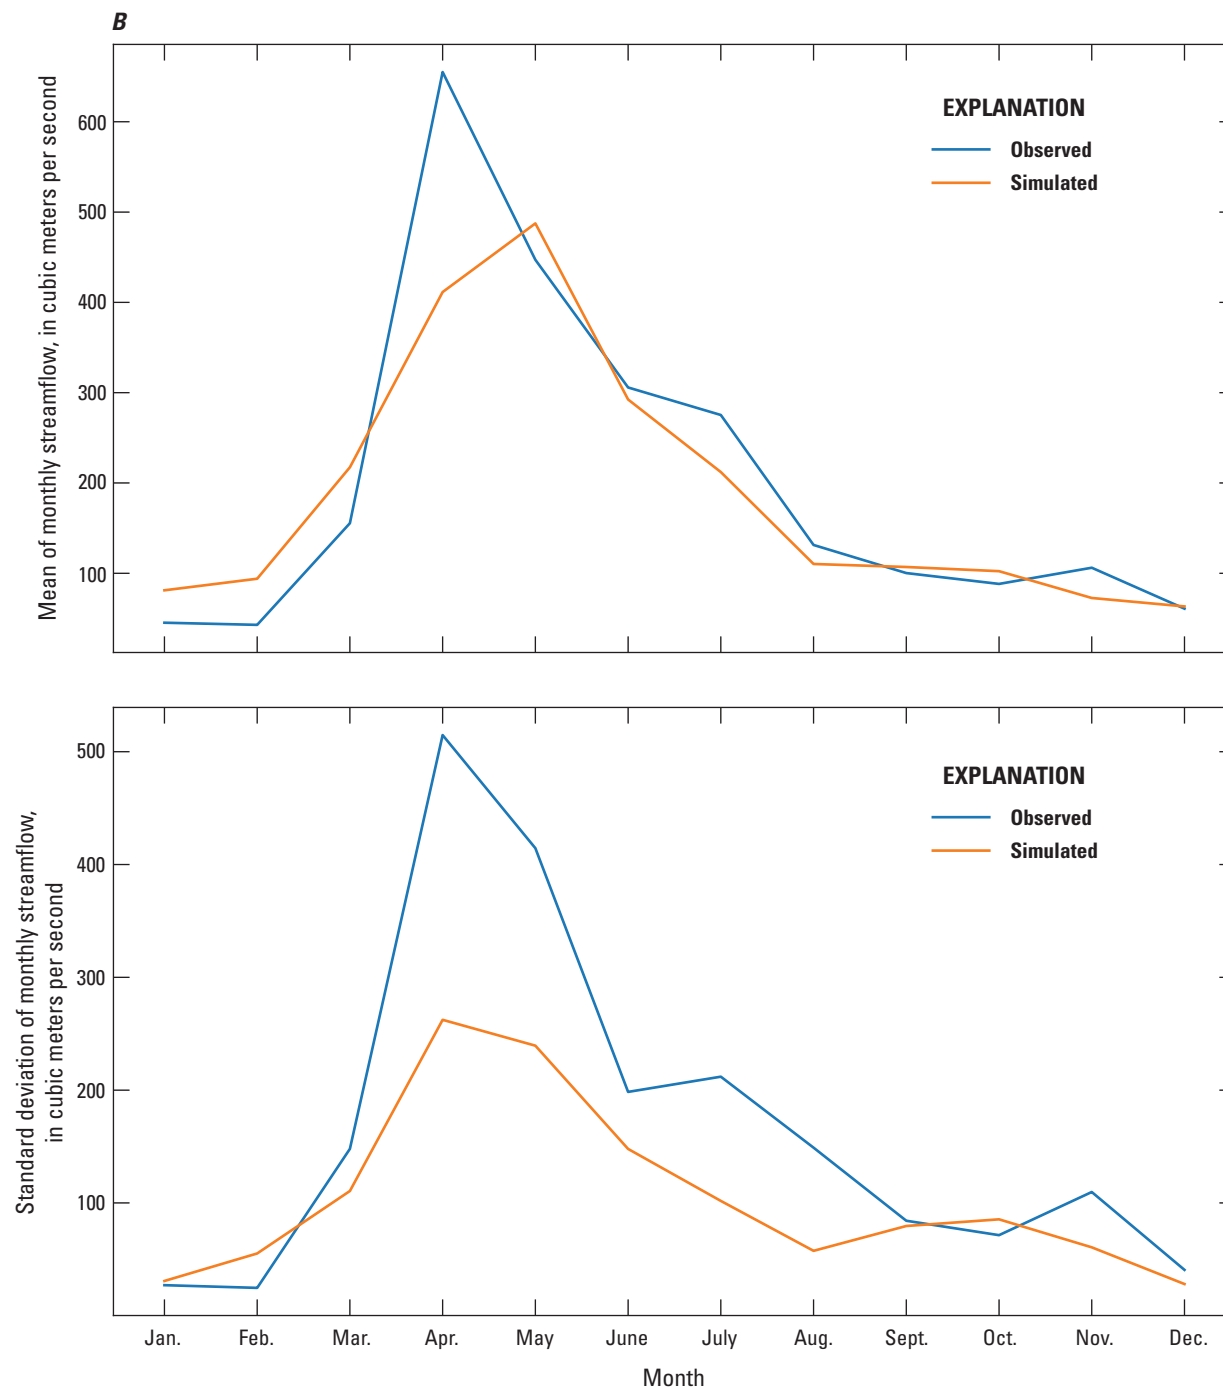 B
Mean of monthly streamflow, in cubic meters per second
600
500
400
300
200
100
EXPLANATION
Observed
Simulated
Standard deviation of monthly streamflow,
in cubic meters per second
500
400
300
200
100
EXPLANATION
Observed
Simulated
Jan. Feb. Mar. Apr. May June July Aug. Sept. Oct. Nov. Dec.
Month